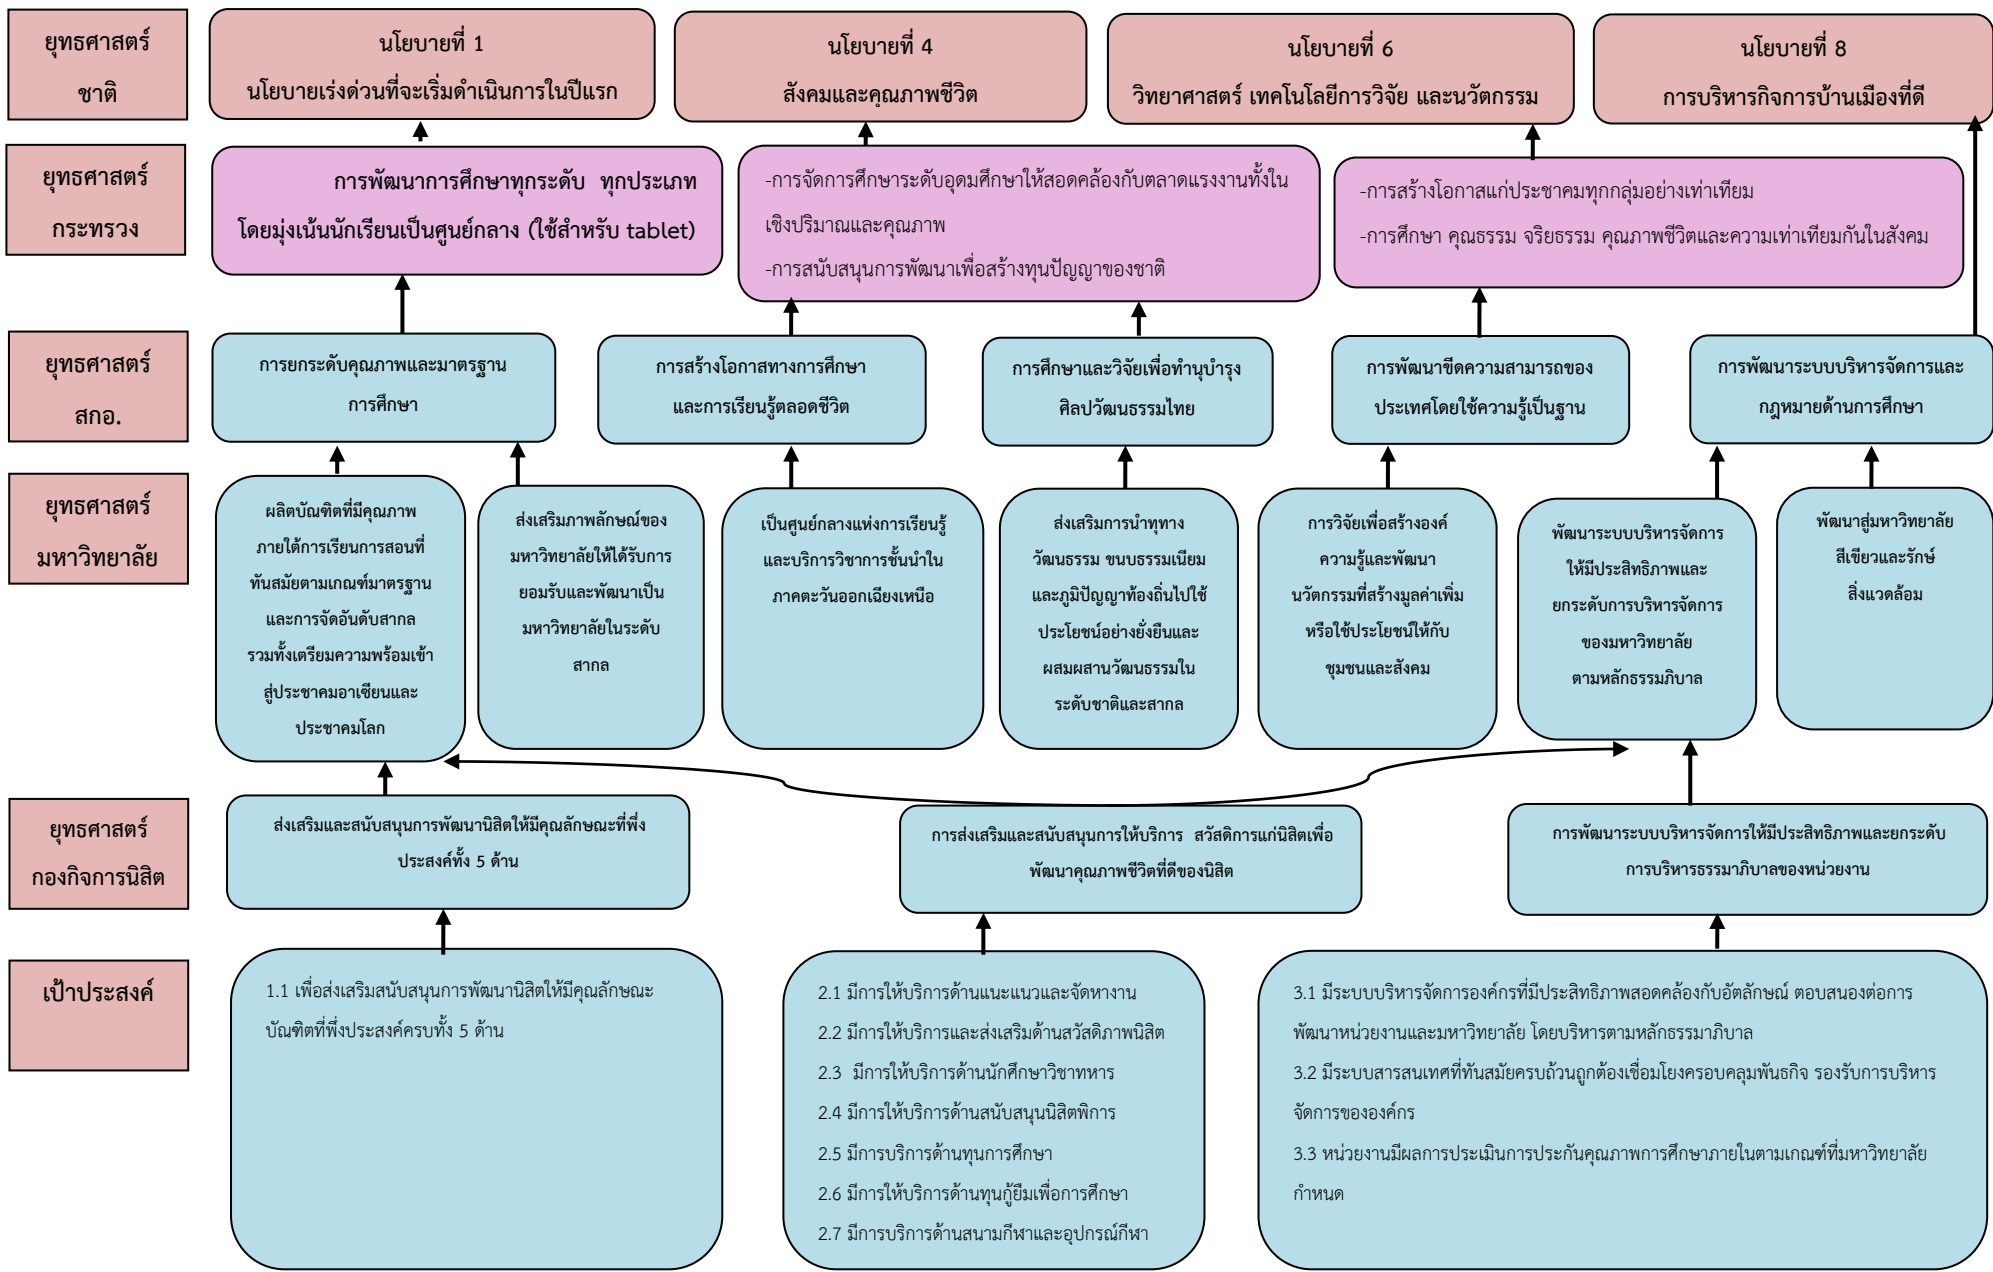 ยุทธศาสตร์
ชาติ
นโยบายที่ 1
นโยบายเร่งด่วนที่จะเริ่มดำเนินการในปีแรก
นโยบายที่ 4
สังคมและคุณภาพชีวิต
นโยบายที่ 6
วิทยาศาสตร์ เทคโนโลยีการวิจัย และนวัตกรรม
นโยบายที่ 8
การบริหารกิจการบ้านเมืองที่ดี
ยุทธศาสตร์
กระทรวง
การพัฒนาการศึกษาทุกระดับ ทุกประเภท
โดยมุ่งเน้นนักเรียนเป็นศูนย์กลาง (ใช้สำหรับ tablet)
-การจัดการศึกษาระดับอุดมศึกษาให้สอดคล้องกับตลาดแรงงานทั้งใน
เชิงปริมาณและคุณภาพ
-การสนับสนุนการพัฒนาเพื่อสร้างทุนปัญญาของชาติ
-การสร้างโอกาสแก่ประชาคมทุกกลุ่มอย่างเท่าเทียม
-การศึกษา คุณธรรม จริยธรรม คุณภาพชีวิตและความเท่าเทียมกันในสังคม
ยุทธศาสตร์
สกอ.
การยกระดับคุณภาพและมาตรฐาน
การศึกษา
การสร้างโอกาสทางการศึกษา
และการเรียนรู้ตลอดชีวิต
การศึกษาและวิจัยเพื่อทำนุบำรุง
ศิลปวัฒนธรรมไทย
การพัฒนาขีดความสามารถของ
ประเทศโดยใช้ความรู้เป็นฐาน
การพัฒนาระบบบริหารจัดการและ
กฎหมายด้านการศึกษา
ยุทธศาสตร์
มหาวิทยาลัย
ผลิตบัณฑิตที่มีคุณภาพ
ภายใต้การเรียนการสอนที่
ทันสมัยตามเกณฑ์มาตรฐาน
และการจัดอันดับสากล
รวมทั้งเตรียมความพร้อมเข้า
สู่ประชาคมอาเซียนและ
ประชาคมโลก
ส่งเสริมภาพลักษณ์ของ
มหาวิทยาลัยให้ได้รับการ
ยอมรับและพัฒนาเป็น
มหาวิทยาลัยในระดับ
สากล
เป็นศูนย์กลางแห่งการเรียนรู้
และบริการวิชาการชั้นนำใน
ภาคตะวันออกเฉียงเหนือ
ส่งเสริมการนำทุทาง
วัฒนธรรม ขนบธรรมเนียม
และภูมิปัญญาท้องถิ่นไปใช้
ประโยชน์อย่างยั่งยืนและ
ผสมผสานวัฒนธรรมใน
ระดับชาติและสากล
การวิจัยเพื่อสร้างองค์
ความรู้และพัฒนา
นวัตกรรมที่สร้างมูลค่าเพิ่ม
หรือใช้ประโยชน์ให้กับ
ชุมชนและสังคม
พัฒนาระบบบริหารจัดการ
ให้มีประสิทธิภาพและ
ยกระดับการบริหารจัดการ
ของมหาวิทยาลัย
ตามหลักธรรมภิบาล
พัฒนาสู่มหาวิทยาลัย
สีเขียวและรักษ์
สิ่งแวดล้อม
ยุทธศาสตร์
กองกิจการนิสิต
ส่งเสริมและสนับสนุนการพัฒนานิสิตให้มีคุณลักษณะที่พึ่ง
ประสงค์ทั้ง 5 ด้าน
การส่งเสริมและสนับสนุนการให้บริการ สวัสดิการแก่นิสิตเพื่อ
พัฒนาคุณภาพชีวิตที่ดีของนิสิต
การพัฒนาระบบบริหารจัดการให้มีประสิทธิภาพและยกระดับ
การบริหารธรรมาภิบาลของหน่วยงาน
เป้าประสงค์
1.1 เพื่อส่งเสริมสนับสนุนการพัฒนานิสิตให้มีคุณลักษณะ
บัณฑิตที่พึงประสงค์ครบทั้ง 5 ด้าน
2.1 มีการให้บริการด้านแนะแนวและจัดหางาน
2.2 มีการให้บริการและส่งเสริมด้านสวัสดิภาพนิสิต
2.3 มีการให้บริการด้านนักศึกษาวิชาทหาร
2.4 มีการให้บริการด้านสนับสนุนนิสิตพิการ
2.5 มีการบริการด้านทุนการศึกษา
2.6 มีการให้บริการด้านทุนกู้ยืมเพื่อการศึกษา
2.7 มีการบริการด้านสนามกีฬาและอุปกรณ์กีฬา
3.1 มีระบบบริหารจัดการองค์กรที่มีประสิทธิภาพสอดคล้องกับอัตลักษณ์ ตอบสนองต่อการ
พัฒนาหน่วยงานและมหาวิทยาลัย โดยบริหารตามหลักธรรมาภิบาล
3.2 มีระบบสารสนเทศที่ทันสมัยครบถ้วนถูกต้องเชื่อมโยงครอบคลุมพันธกิจ รองรับการบริหาร
จัดการขององค์กร
3.3 หน่วยงานมีผลการประเมินการประกันคุณภาพการศึกษาภายในตามเกณฑ์ที่มหาวิทยาลัย
กำหนด